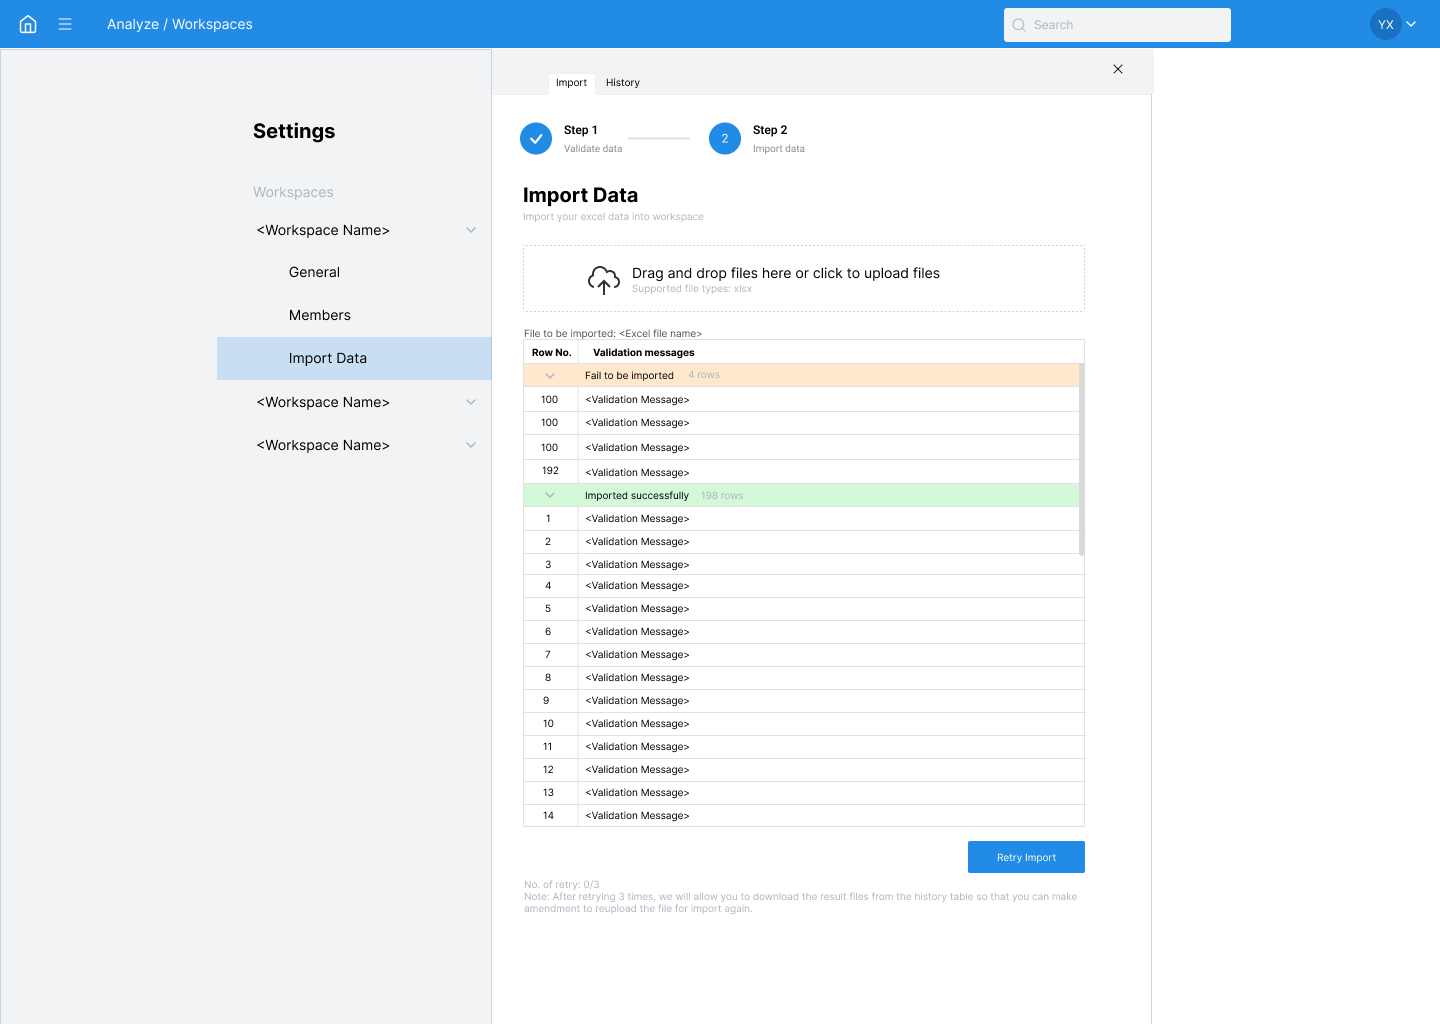 Analyze / Workspaces
Search
YX
Import
History
Settings
Workspaces
<Workspace Name>
General
Members
Import Data
<Workspace Name>
<Workspace Name>
Step 1
Validate data
2
Step 2
Import data
Import Data
Import your excel data into workspace
Drag and drop files here or click to upload files
Supported file types: xlsx
File to be imported: <Excel file name>
Row No. Validation messages
Fail to be imported 4 rows
100 <Validation Message>
100 <Validation Message>
100 <Validation Message>
192 <Validation Message>
Imported successfully 198 rows
1 <Validation Message>
2 <Validation Message>
3 <Validation Message>
4 <Validation Message>
5 <Validation Message>
6 <Validation Message>
7 <Validation Message>
8 <Validation Message>
9 <Validation Message>
10 <Validation Message>
11 <Validation Message>
12 <Validation Message>
13 <Validation Message>
14 <Validation Message>
Retry Import
No. of retry: 0/3
Note: After retrying 3 times, we will allow you to download the result files from the history table so that you can make
amendment to reupload the file for import again.